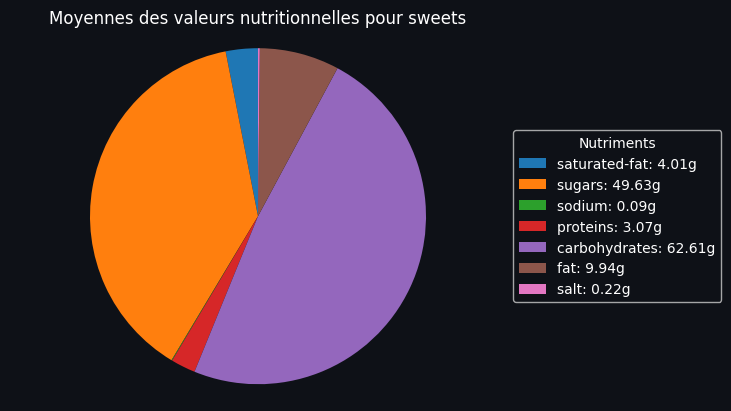 Moyennes des valeurs nutritionnelles pour sweets
Nutriments
saturated-fat: 4.01g
sugars: 49.63g
sodium: 0.09g
proteins: 3.07g
carbohydrates: 62.61g
fat: 9.94g
salt: 0.22g